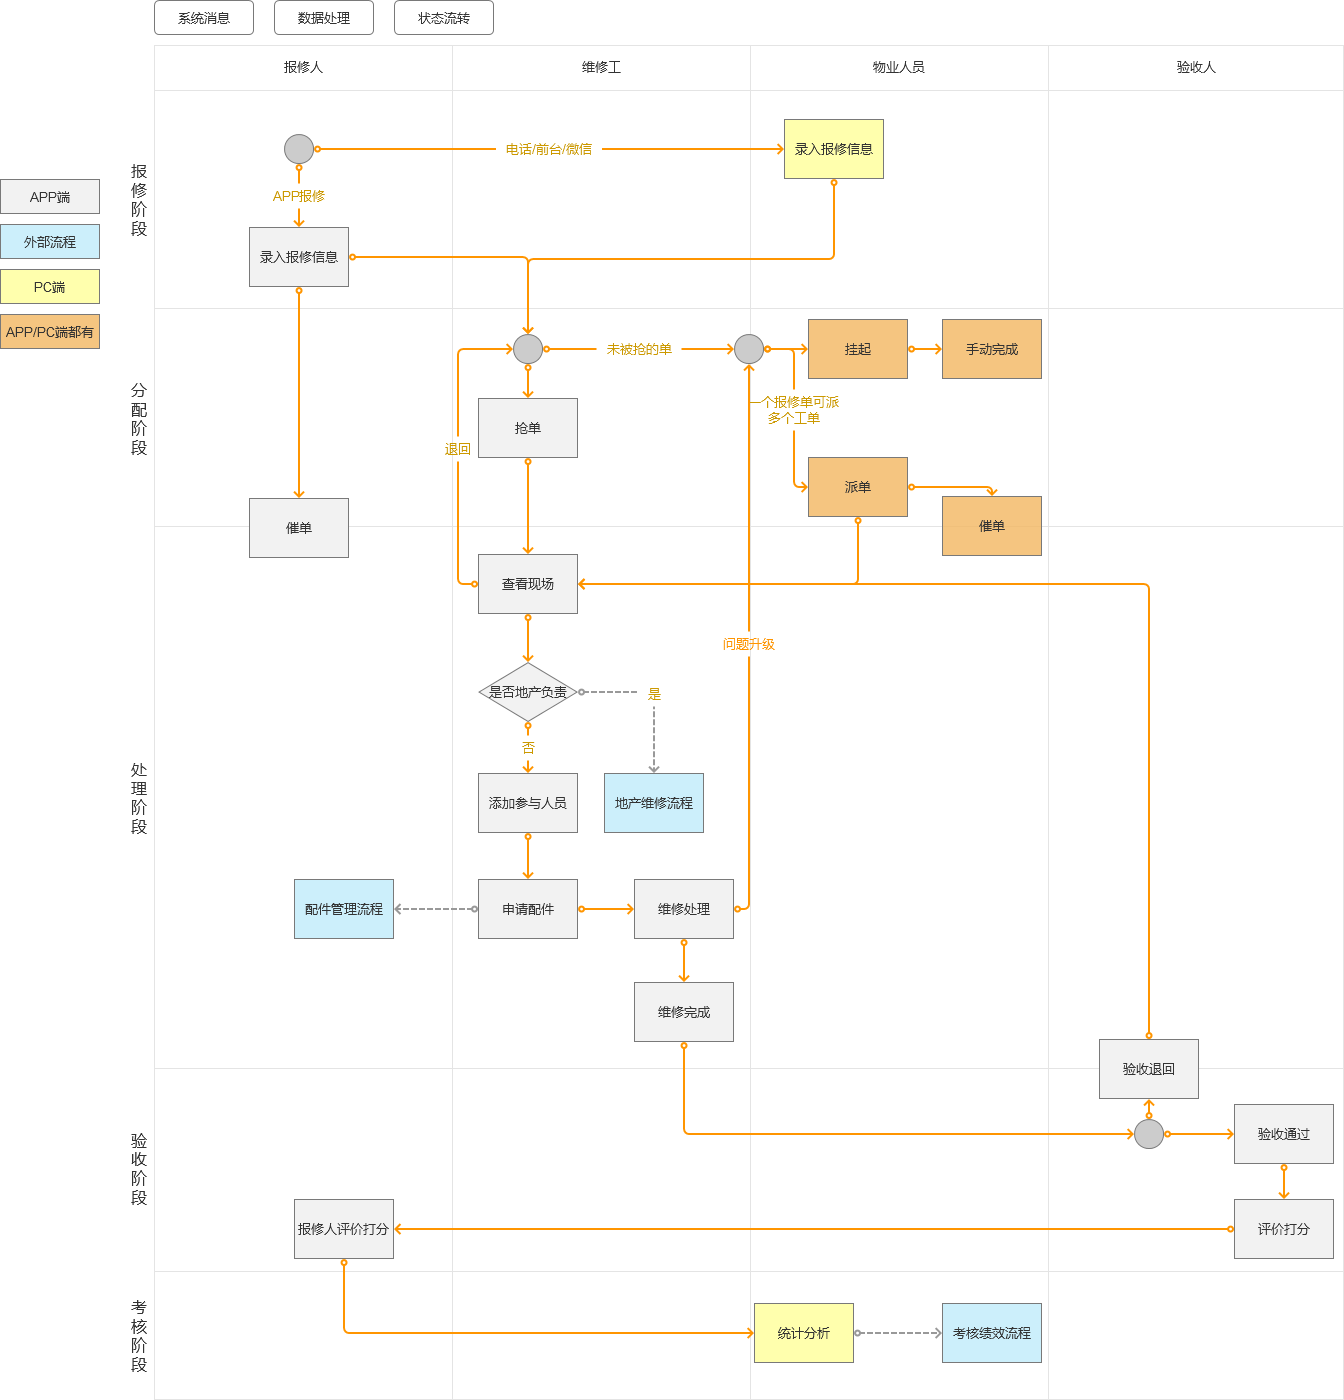 系统消息
数据处理
状态流转
报修人
维修工
物业人员
验收人
APP端
外部流程
PC端
APP/PC端都有
报修阶段
电话/前台/微信
录入报修信息
APP报修
录入报修信息
分配阶段
未被抢的单
挂起
手动完成
一个报修单可派
多个工单
抢单
退回
派单
催单
催单
处理阶段
查看现场
问题升级
是否地产负责
是
否
添加参与人员
地产维修流程
配件管理流程
申请配件
维修处理
维修完成
验收退回
验收阶段
验收通过
报修人评价打分
评价打分
考核阶段
统计分析
考核绩效流程